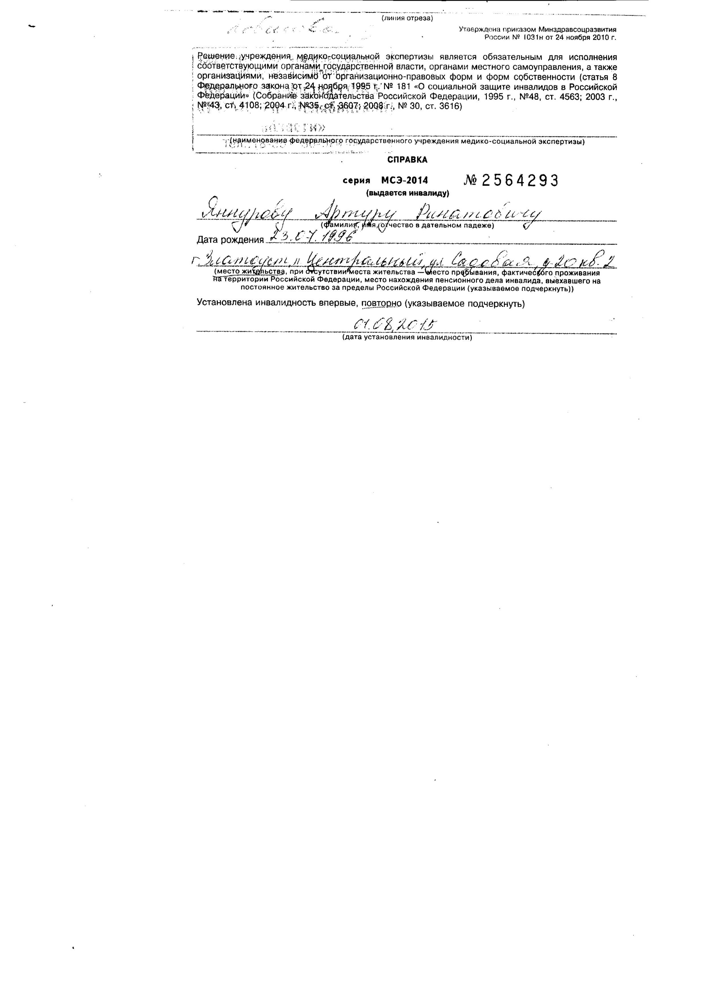 (линия отреза)
Утверждена приказом Минздравсоцразвития
России № 1031н от 24 ноября 2010 г.
Решение учреждения медико-социальной экспертизы является обязательным для исполнения
соответствующими органами государственной власти, органами местного самоуправления, а также
организациями, независимо от организационно-правовых форм и форм собственности (статья 8
Федерального закона от 24 ноября 1995 г. № 181 «О социальной защите инвалидов в Российской
Федерации» (Собрание законодательства Российской Федерации, 1995 г., №48, ст. 4563; 2003 г.,
№ 43, ст. 4108; 2004 г., №35, ст. 3607; 2008 г., № 30, ст. 3616)
области»
(наименование федерального государственного учреждения медико-социальной экспертизы)
СПРАВКА
серия МСЭ-2014 № 2564293
(выдается инвалиду)
Яннурову Артуру Ринатовичу
(фамилия, имя, отчество в дательном падеже)
Дата рождения 23.07.1996
г. Златоуст, п. Центральный, ул Садовая, д. 20 кв. 2
(место жительства, при отсутствии места жительства — место пребывания, фактического проживания
на территории Российской Федерации, место нахождения пенсионного дела инвалида, выехавшего на
постоянное жительство за пределы Российской Федерации (указываемое подчеркнуть))
Установлена инвалидность впервые, повторно (указываемое подчеркнуть)
01.08.2015
(дата установления инвалидности)